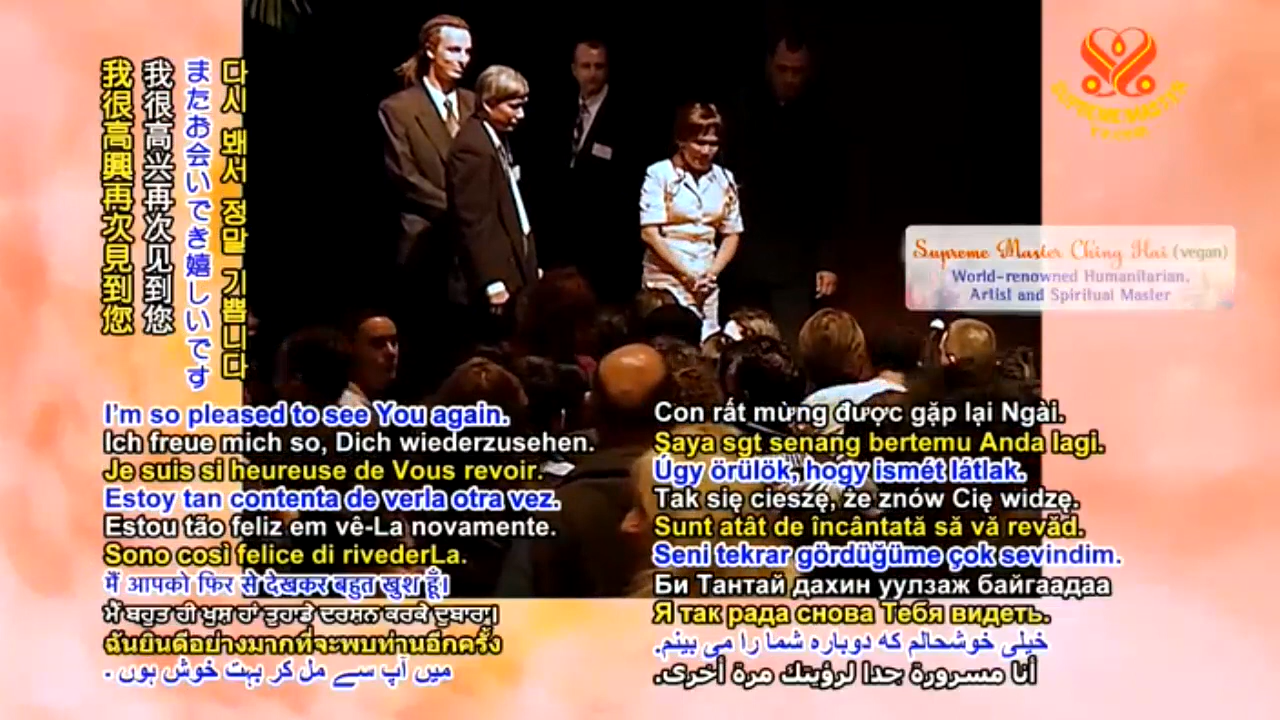 我很高興再次見到您
我很高兴再次见到您
またお会いでき嬉しいです
다시 봬서 정말 기쁩니다
SUPREME MASTER
Supreme Master Ching Hai (vegan)
World-renowned Humanitarian,
Artist and Spiritual Master
I'm so pleased to see You again.
Ich freue mich so, Dich wiederzusehen.
Je suis si heureuse de Vous revoir.
Estoy tan contenta de verla otra vez.
Estou tão feliz em vê-La novamente.
Sono così felice di rivederLa.
मैं आपको फिर से देखकर बहुत खुश हूँ।
ਮੈਂ ਬਹੁਤ ਹੀ ਖੁਸ਼ ਹਾਂ ਤੁਹਾਡੇ ਦਰਸ਼ਨ ਕਰਕੇ ਦੁਬਾਰਾ।
ฉันยินดีอย่างมากที่จะพบท่านอีกครั้ง
میں آپ سے مل کر بہت خوش ہوں ۔
Con rất mừng được gặp lại Ngài.
Saya sgt senang bertemu Anda lagi.
Úgy örülök, hogy ismét látlak.
Tak się cieszę, że znów Cię widzę.
Sunt atât de încântată să vă revăd.
Seni tekrar gördüğüme çok sevindim.
Би Тантай дахин уулзаж байгаадаа
Я так рада снова Тебя видеть.
خیلی خوشحالم که دوباره شما را می بینم.
أنا مسرورة جدا لرؤيتك مرة أخرى.